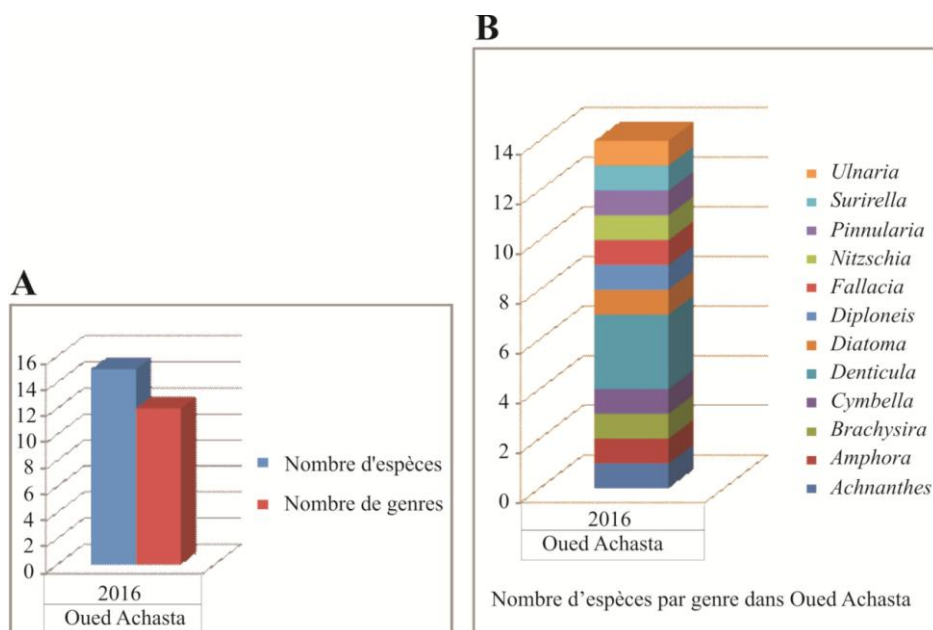 A
16
14
12
10
8
6
4
2
0
Nombre d'espèces
Nombre de genres
2016
Oued Achasta
B
14
12
10
8
6
4
2
0
Ulnaria
Surirella
Pinnularia
Nitzschia
Fallacia
Diploneis
Diatoma
Denticula
Cymbella
Brachysira
Amphora
Achnanthes
2016
Oued Achasta
Nombre d’espèces par genre dans Oued Achasta